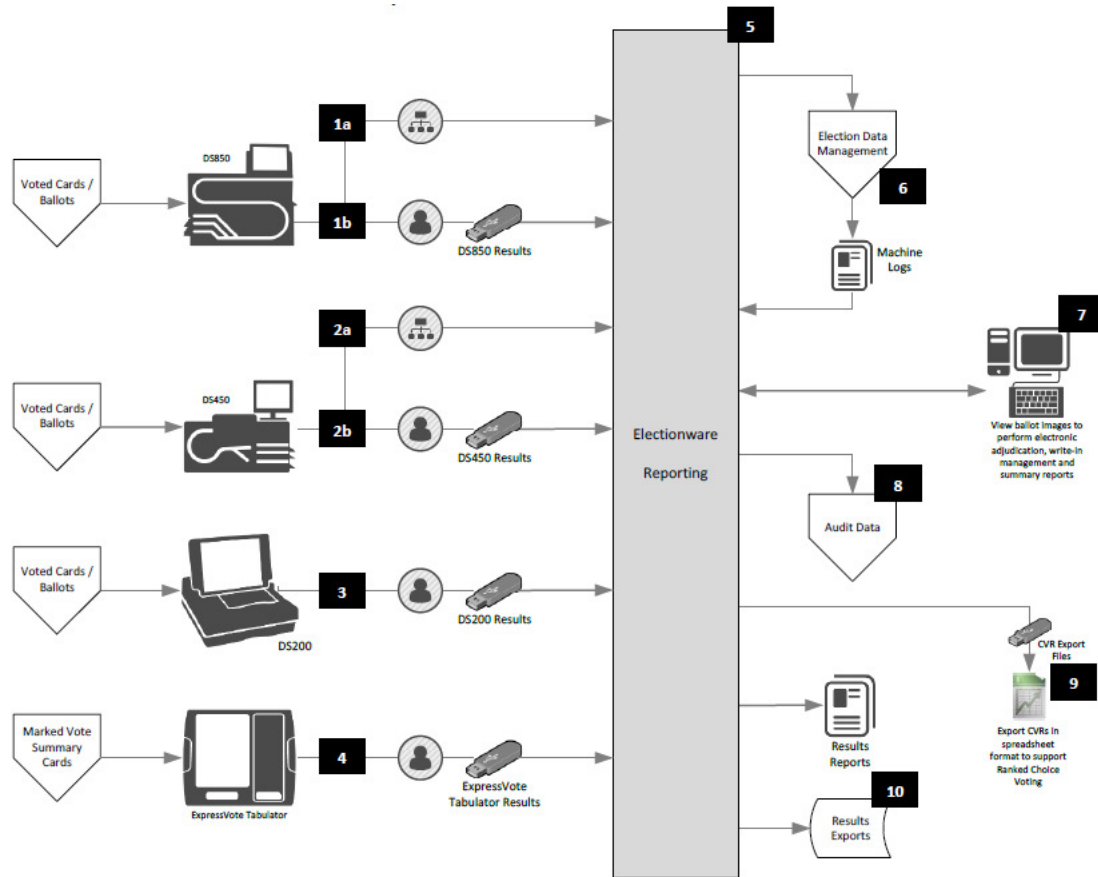 5
1a
DS850
Voted Cards /
Ballots
1b
DS850 Results
Election Data
Management
6
Machine
Logs
2a
DS450
Voted Cards /
Ballots
2b
DS450 Results
7
View ballot images to
perform electronic
adjudication, write-in
management and
summary reports
Electionware
Reporting
8
Audit Data
Voted Cards /
Ballots
3
DS200
DS200 Results
CVR Export
Files
9
Export CVRs in
spreadsheet
format to support
Ranked Choice
Voting
Marked Vote
Summary
Cards
4
ExpressVote Tabulator
ExpressVote
Tabulator Results
Results
Reports
10
Results
Exports